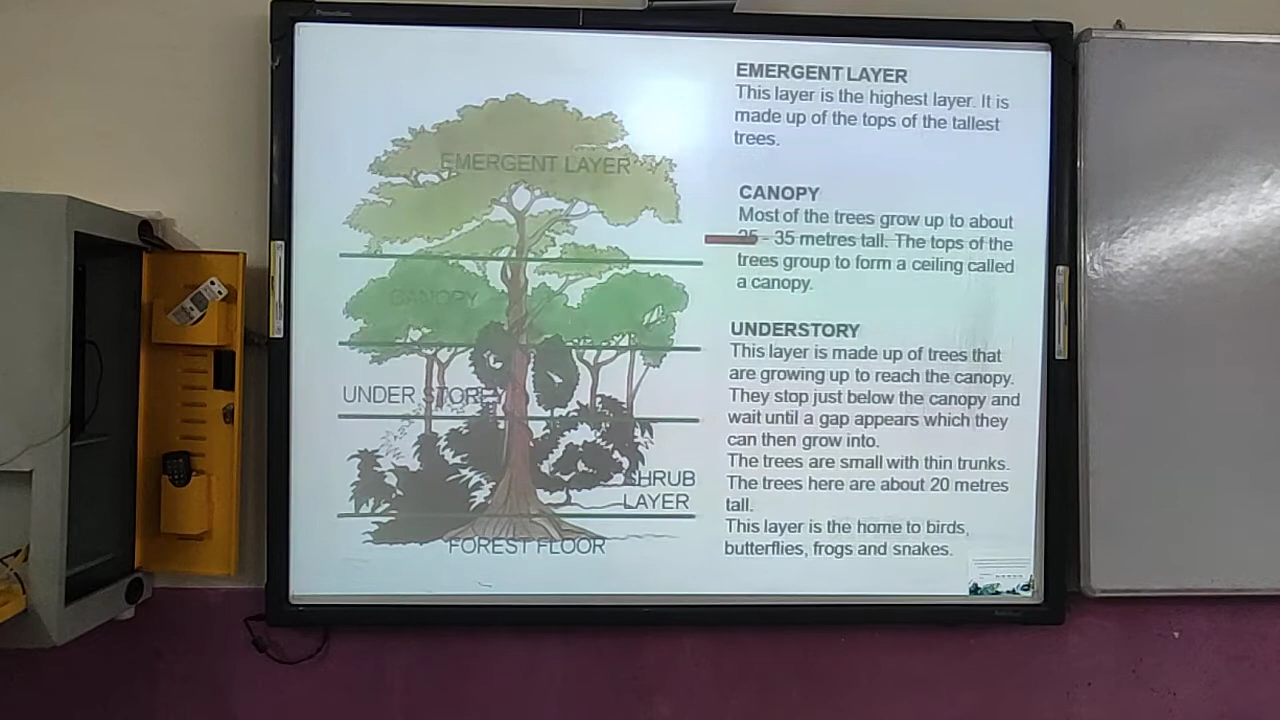 EMERGENT LAYER
CANOPY
UNDER STOREY
SHRUB
LAYER
FOREST FLOOR
EMERGENT LAYER
This layer is the highest layer. It is
made up of the tops of the tallest
trees.
CANOPY
Most of the trees grow up to about
25 - 35 metres tall. The tops of the
trees group to form a ceiling called
a canopy.
UNDERSTORY
This layer is made up of trees that
are growing up to reach the canopy.
They stop just below the canopy and
wait until a gap appears which they
can then grow into.
The trees are small with thin trunks.
The trees here are about 20 metres
tall.
This layer is the home to birds,
butterflies, frogs and snakes.